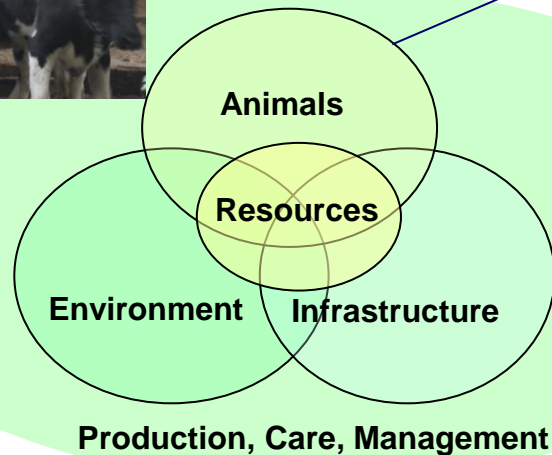 Animals
Resources
Environment Infrastructure
Production, Care, Management